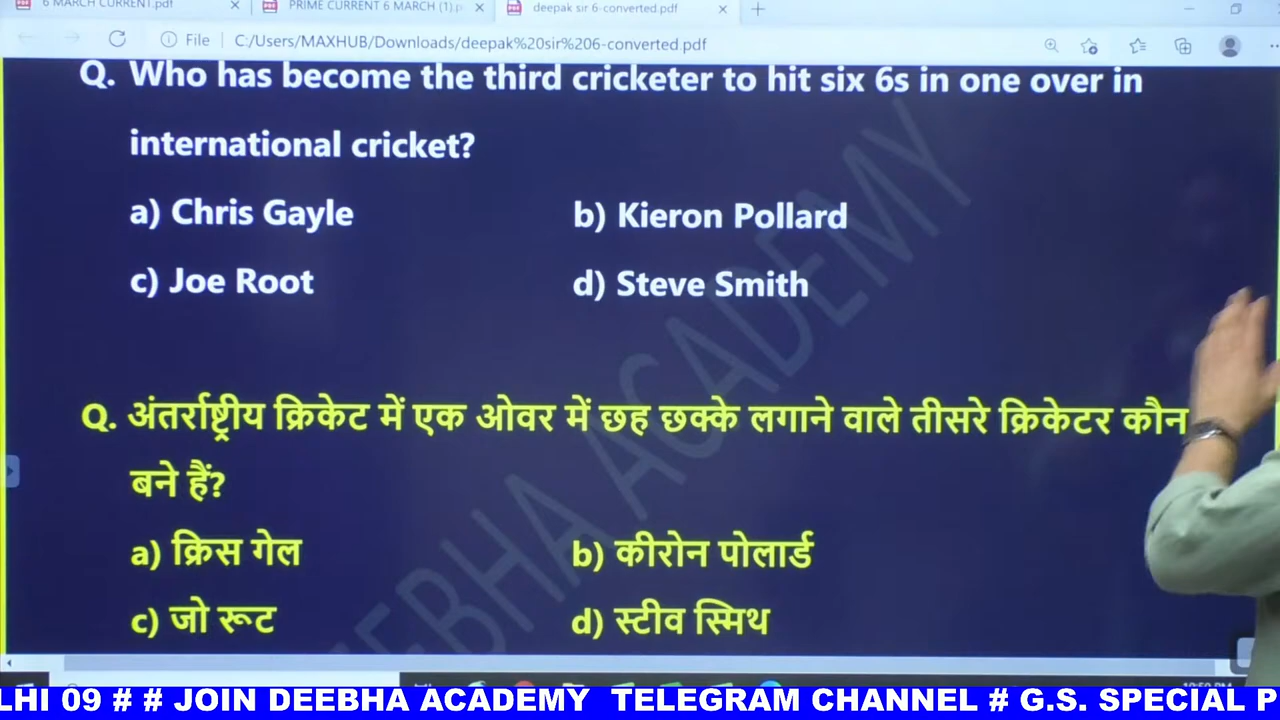 6 MARCH CURRENT.pdf
PRIME CURRENT 6 MARCH (1).p
deepak sir 6-converted.pdf
File
C:/Users/MAXHUB/Downloads/deepak%20sir%206-converted.pdf
Q. Who has become the third cricketer to hit six 6s in one over in
international cricket?
a) Chris Gayle b) Kieron Pollard
c) Joe Root d) Steve Smith
Q. अंतर्राष्ट्रीय क्रिकेट में एक ओवर में छह छक्के लगाने वाले तीसरे क्रिकेटर कौन
बने हैं?
a) क्रिस गेल b) कीरोन पोलार्ड
c) जो रूट d) स्टीव स्मिथ
EEBHA ACADEMY
LHI 09 # # JOIN DEEBHA ACADEMY TELEGRAM CHANNEL # G.S. SPECIAL P